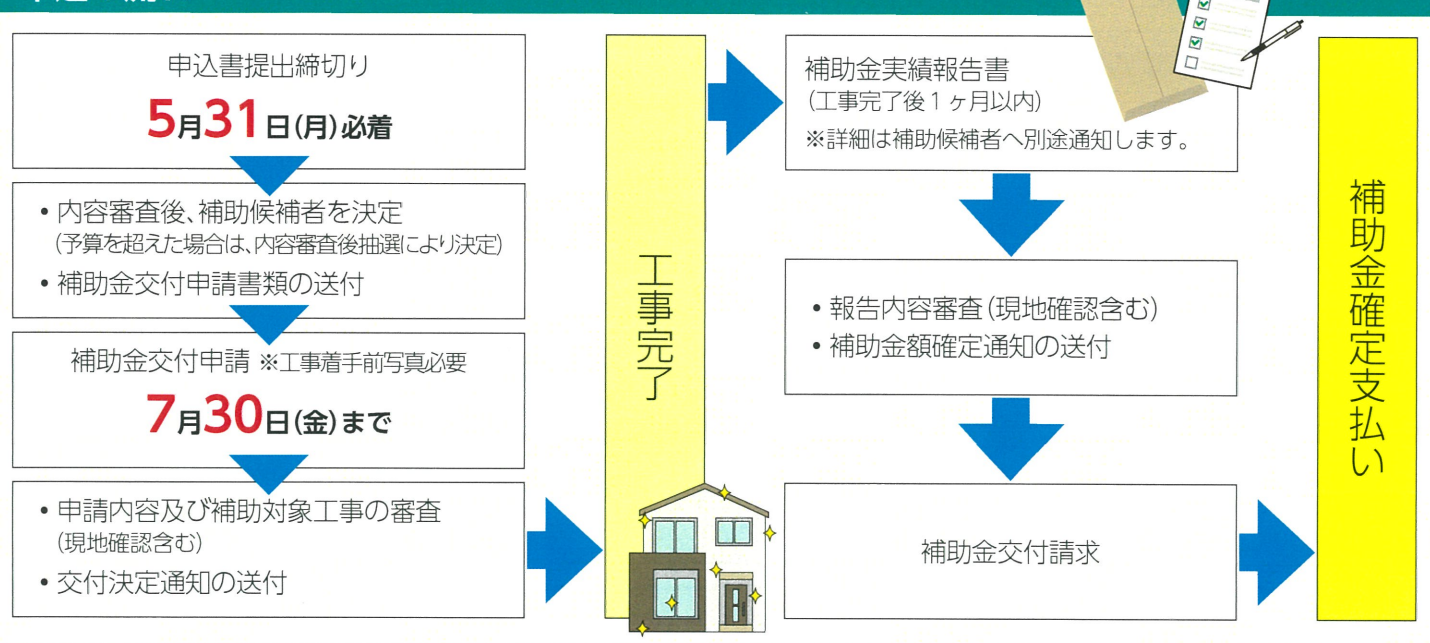 申込書提出締切り
5月31日(月)必着
•内容審査後、補助候補者を決定
(予算を超えた場合は、内容審査後抽選により決定)
•補助金交付申請書類の送付
補助金交付申請 ※工事着手前写真必要
7月30日(金)まで
•申請内容及び補助対象工事の審査
(現地確認含む)
•交付決定通知の送付
工事完了
補助金実績報告書
(工事完了後1ヶ月以内)
※詳細は補助候補者へ別途通知します。
•報告内容審査(現地確認含む)
•補助金額確定通知の送付
補助金交付請求
補助金確定支払い